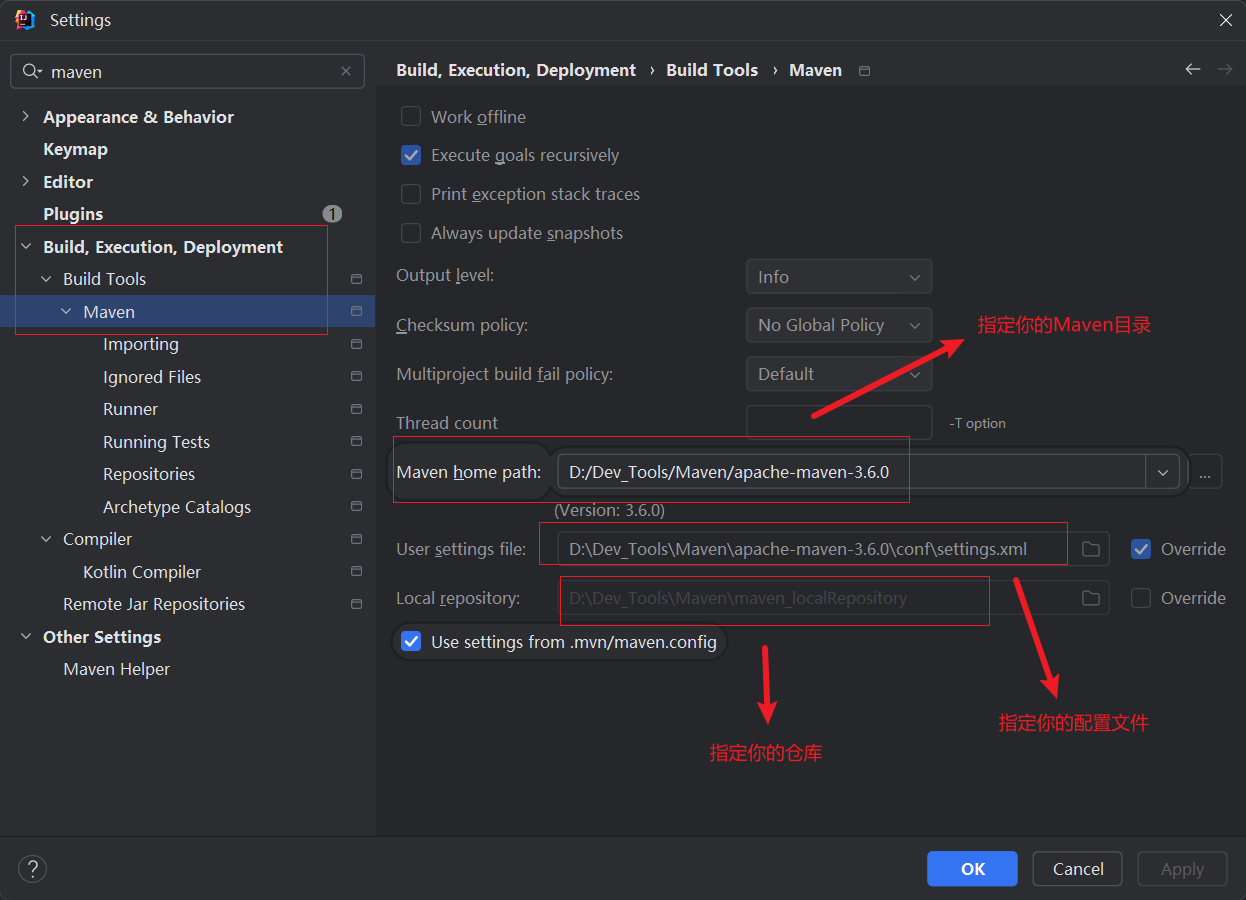 Settings
maven
Appearance & Behavior
Keymap
Editor
Plugins 1
Build, Execution, Deployment
Build Tools
Maven
Importing
Ignored Files
Runner
Running Tests
Repositories
Archetype Catalogs
Compiler
Kotlin Compiler
Remote Jar Repositories
Other Settings
Maven Helper
Build, Execution, Deployment › Build Tools › Maven
Work offline
Execute goals recursively
Print exception stack traces
Always update snapshots
Output level: Info
Checksum policy: No Global Policy
指定你的Maven目录
Multiproject build fail policy: Default
Thread count -T option
Maven home path: D:/Dev_Tools/Maven/apache-maven-3.6.0 ...
(Version: 3.6.0)
User settings file: D:\Dev_Tools\Maven\apache-maven-3.6.0\conf\settings.xml Override
Local repository: D:\Dev_Tools\Maven\maven_localRepository Override
Use settings from .mvn/maven.config
指定你的配置文件
指定你的仓库
? OK Cancel Apply